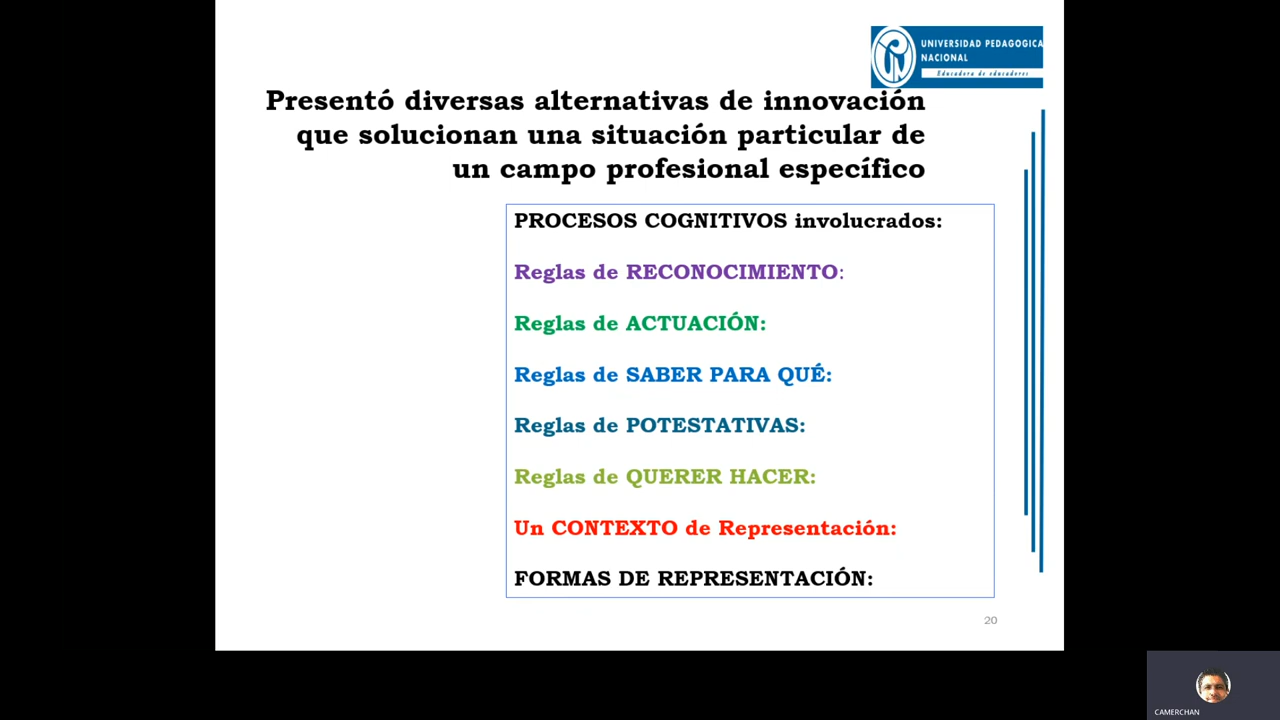 UNIVERSIDAD PEDAGOGICA
NACIONAL
Educadora de educadores
Presentó diversas alternativas de innovación
que solucionan una situación particular de
un campo profesional específico
PROCESOS COGNITIVOS involucrados:
Reglas de RECONOCIMIENTO:
Reglas de ACTUACIÓN:
Reglas de SABER PARA QUÉ:
Reglas de POTESTATIVAS:
Reglas de QUERER HACER:
Un CONTEXTO de Representación:
FORMAS DE REPRESENTACIÓN:
20
CAMERCHAN